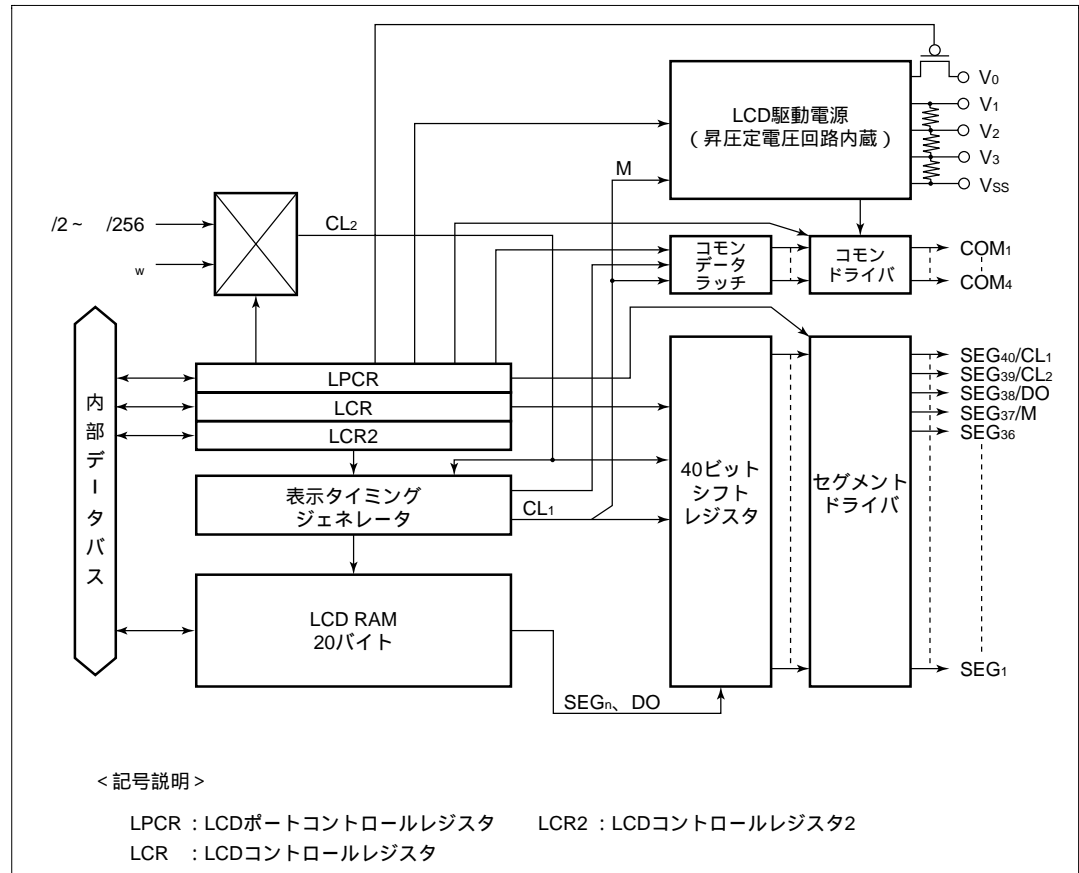 V0
V1
V2
V3
VSS
LCD駆動電源
（昇圧定電圧回路内蔵）
M
/2～ /256
w
CL2
コモン
データ
ラッチ
コモン
ドライバ
COM1
COM4
内部データバス
LPCR
LCR
LCR2
表示タイミング
ジェネレータ
CL1
LCD RAM
20バイト
SEGn、DO
40ビット
シフト
レジスタ
セグメント
ドライバ
SEG40/CL1
SEG39/CL2
SEG38/DO
SEG37/M
SEG36
SEG1
<記号説明>
LPCR：LCDポートコントロールレジスタ LCR2：LCDコントロールレジスタ2
LCR ：LCDコントロールレジスタ